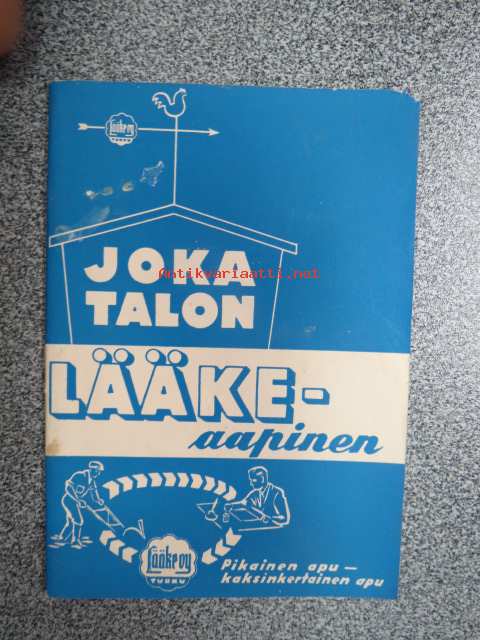 Lääke oy
TURKU
JOKA
Antikvariaatti.net
TALON
LÄÄKE-
aapinen
Lääke oy
TURKU
Pikainen apu —
kaksinkertainen apu